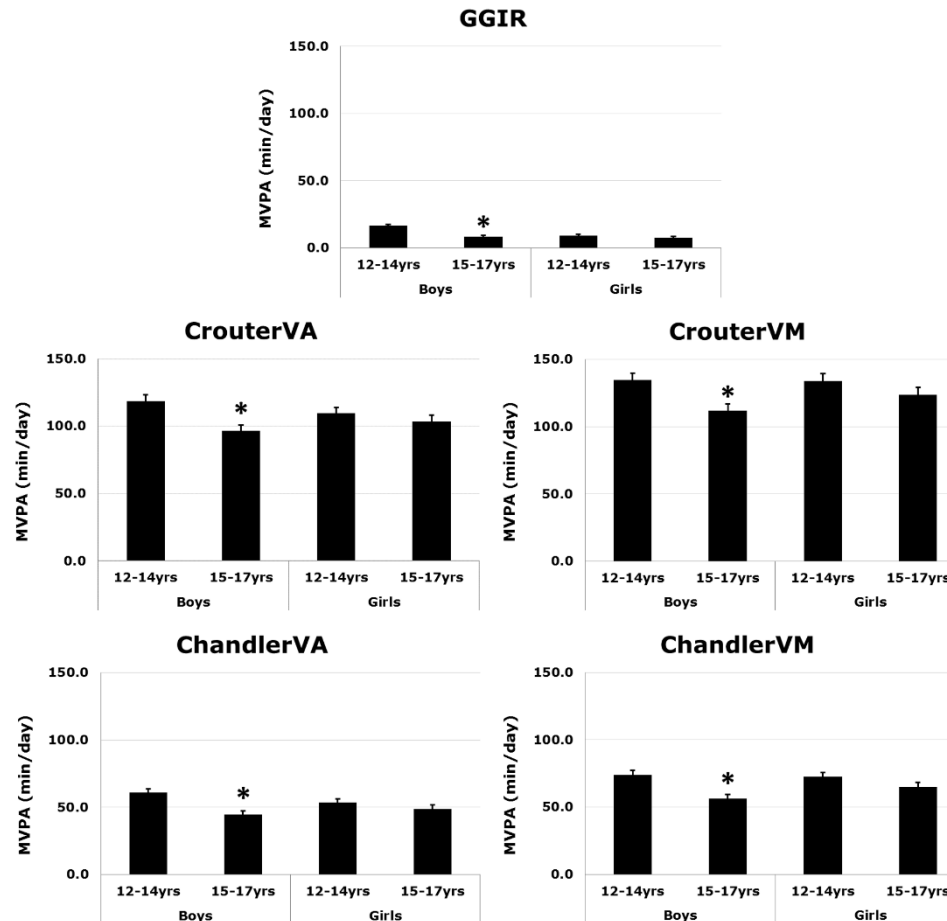 GGIR
150.0
100.0
50.0
0.0
MVPA (min/day)
*
12-14yrs 15-17yrs 12-14yrs 15-17yrs
Boys Girls
CrouterVA
150.0
100.0
50.0
0.0
MVPA (min/day)
*
12-14yrs 15-17yrs 12-14yrs 15-17yrs
Boys Girls
CrouterVM
150.0
100.0
50.0
0.0
MVPA (min/day)
*
12-14yrs 15-17yrs 12-14yrs 15-17yrs
Boys Girls
ChandlerVA
150.0
100.0
50.0
0.0
MVPA (min/day)
*
12-14yrs 15-17yrs 12-14yrs 15-17yrs
Boys Girls
ChandlerVM
150.0
100.0
50.0
0.0
MVPA (min/day)
*
12-14yrs 15-17yrs 12-14yrs 15-17yrs
Boys Girls